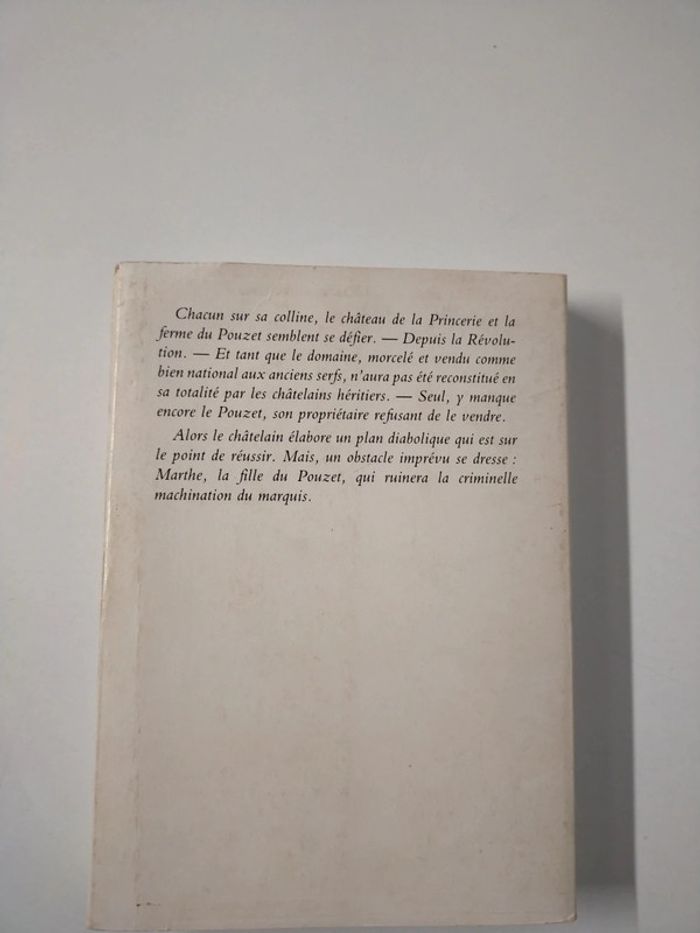 Chacun sur sa colline, le château de la Princerie et la
ferme du Pouzet semblent se défier. — Depuis la Révolu-
tion. — Et tant que le domaine, morcelé et vendu comme
bien national aux anciens serfs, n'aura pas été reconstitué en
sa totalité par les châtelains héritiers. — Seul, y manque
encore le Pouzet, son propriétaire refusant de le vendre.
Alors le châtelain élabore un plan diabolique qui est sur
le point de réussir. Mais, un obstacle imprévu se dresse :
Marthe, la fille du Pouzet, qui ruinera la criminelle
machination du marquis.